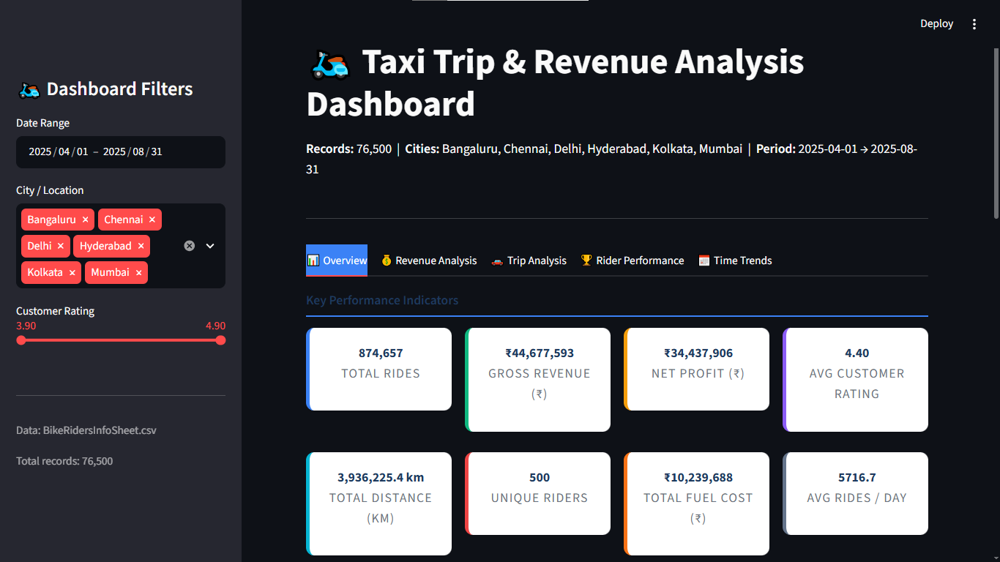 Deploy
Taxi Trip & Revenue Analysis
Dashboard
Records: 76,500 | Cities: Bangaluru, Chennai, Delhi, Hyderabad, Kolkata, Mumbai | Period: 2025-04-01 → 2025-08-
31
Dashboard Filters
Date Range
2025/04/01 – 2025/08/31
City / Location
Bangaluru × Chennai ×
Delhi × Hyderabad ×
Kolkata × Mumbai ×
Customer Rating
3.90 4.90
Data: BikeRidersInfoSheet.csv
Total records: 76,500
Overview Revenue Analysis Trip Analysis Rider Performance Time Trends
Key Performance Indicators
874,657
TOTAL RIDES
₹44,677,593
GROSS REVENUE
(₹)
₹34,437,906
NET PROFIT (₹)
4.40
AVG CUSTOMER
RATING
3,936,225.4 km
TOTAL DISTANCE
(KM)
500
UNIQUE RIDERS
₹10,239,688
TOTAL FUEL COST
(₹)
5716.7
AVG RIDES / DAY